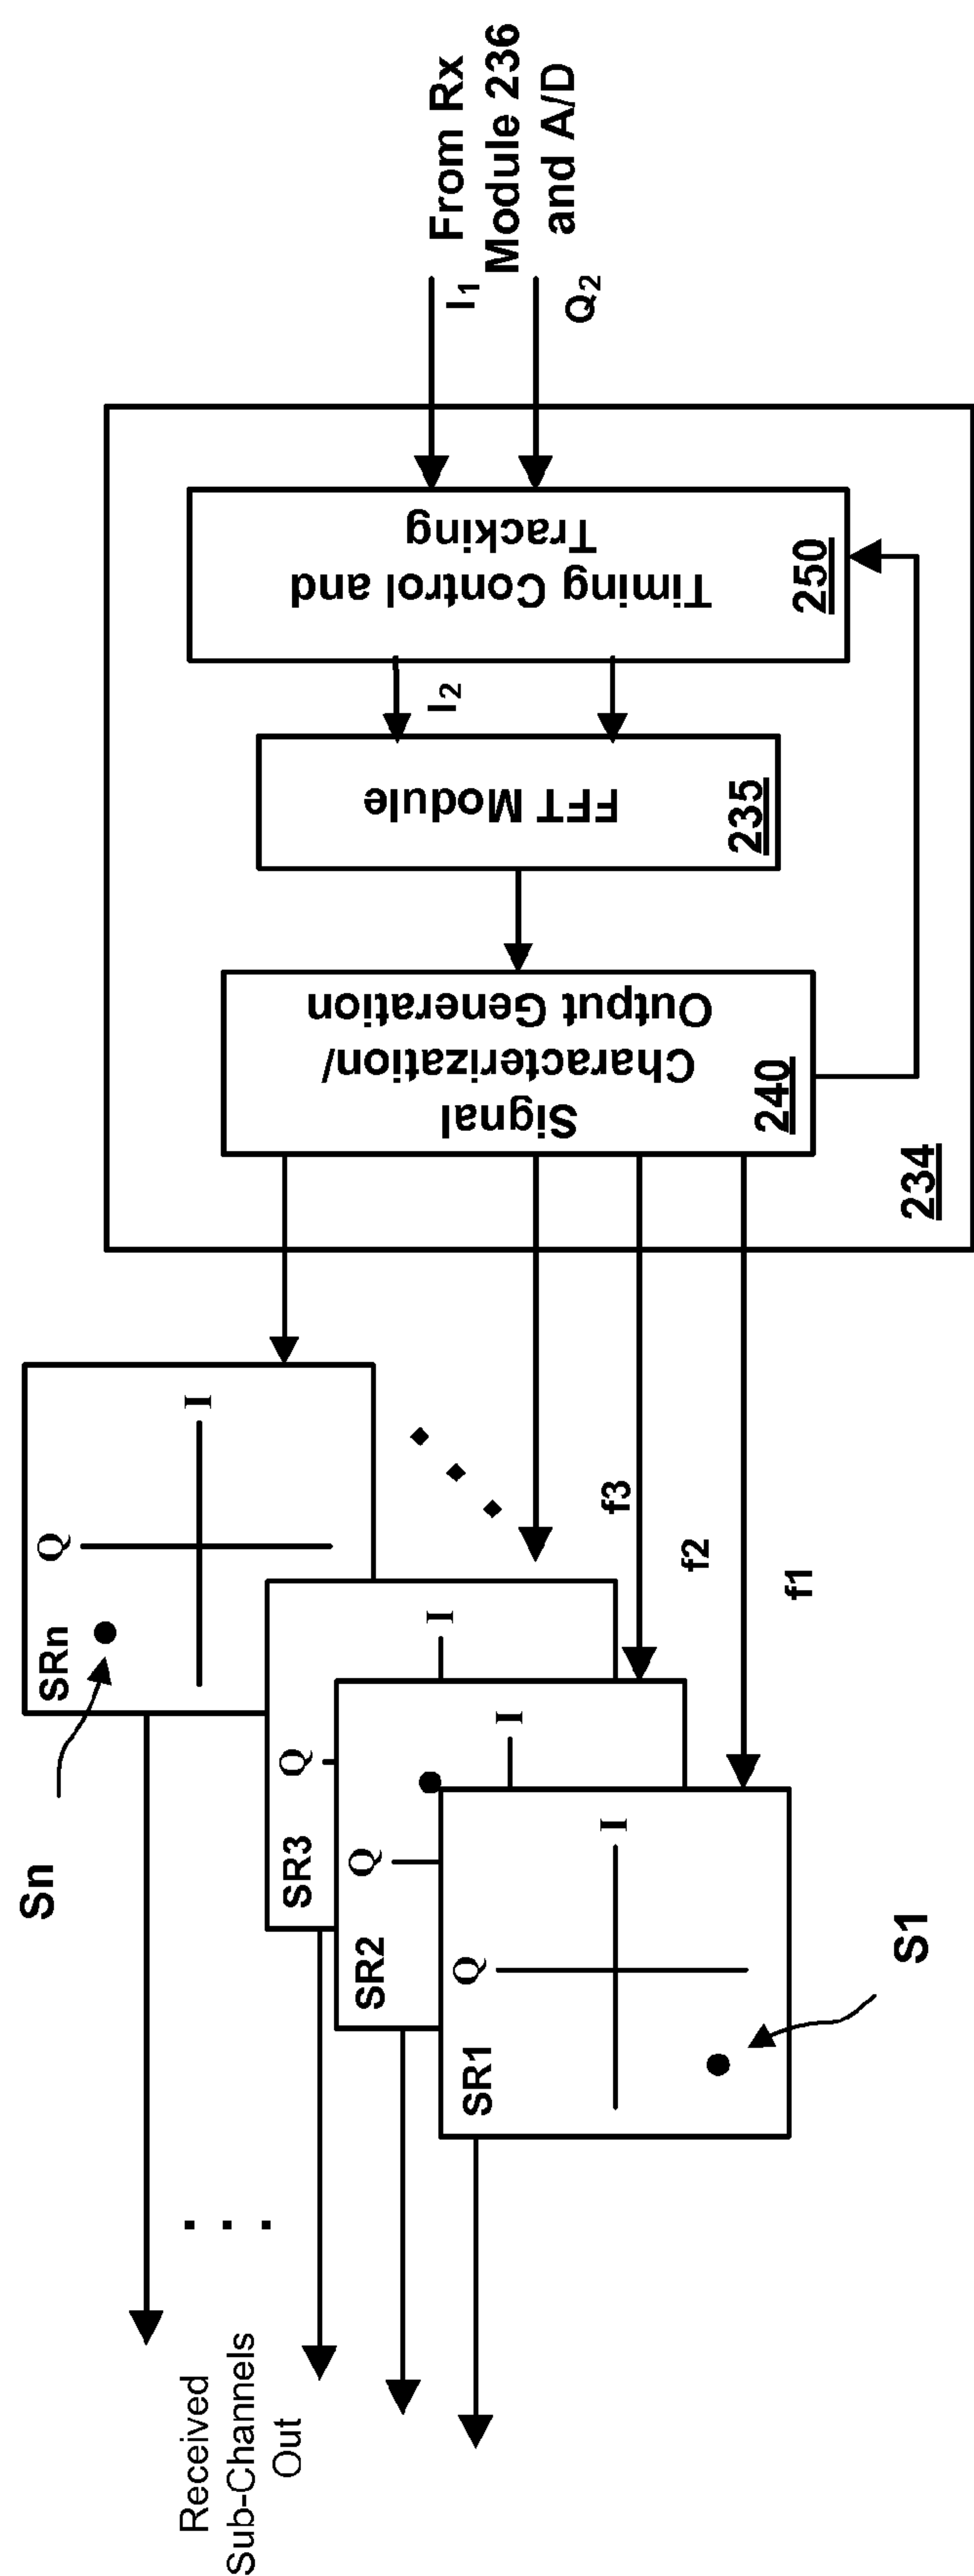 From Rx
Module 236
and A/D
I₁
Q₂
Timing Control and
Tracking
250
I₂
FFT Module
235
Signal
Characterization/
Output Generation
240
234
f3
f2
f1
SRn
Q
I
Sn
SR3
Q
I
SR2
Q
I
SR1
Q
I
S1
Received
Sub-Channels
Out